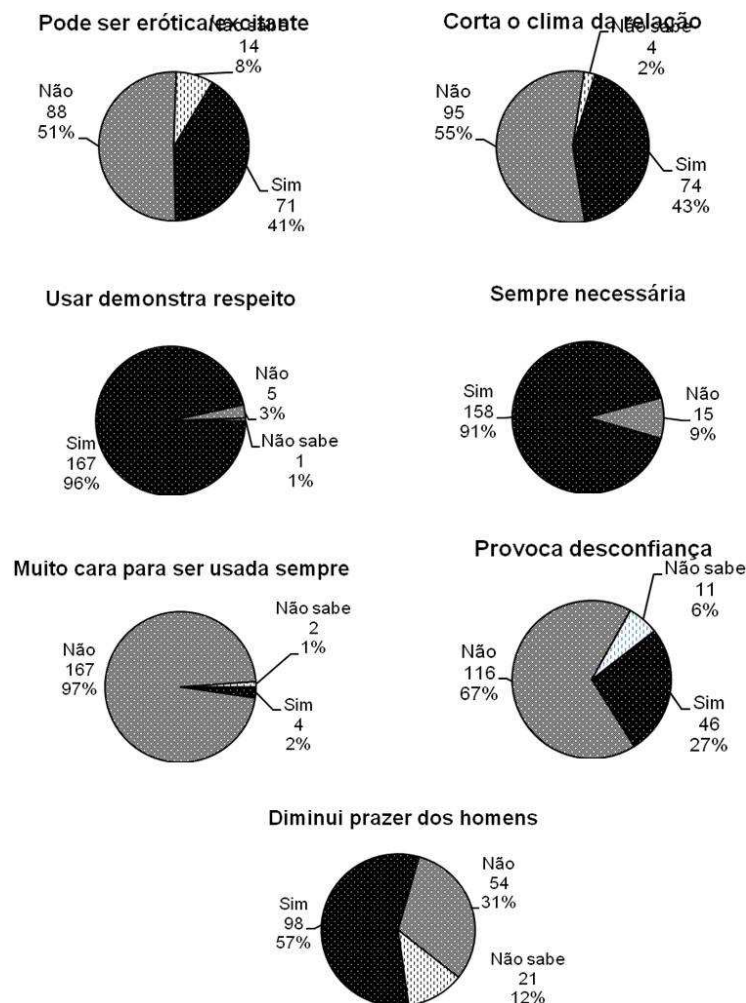 Pode ser erótica/excitante
Não sabe
14
8%
Não
88
51%
Sim
71
41%
Corta o clima da relação
Não sabe
4
2%
Não
95
55%
Sim
74
43%
Usar demonstra respeito
Não
5
3%
Não sabe
1
1%
Sim
167
96%
Sempre necessária
Sim
158
91%
Não
15
9%
Muito cara para ser usada sempre
Não sabe
2
1%
Não
167
97%
Sim
4
2%
Provoca desconfiança
Não sabe
11
6%
Não
116
67%
Sim
46
27%
Diminui prazer dos homens
Não
54
31%
Sim
98
57%
Não sabe
21
12%